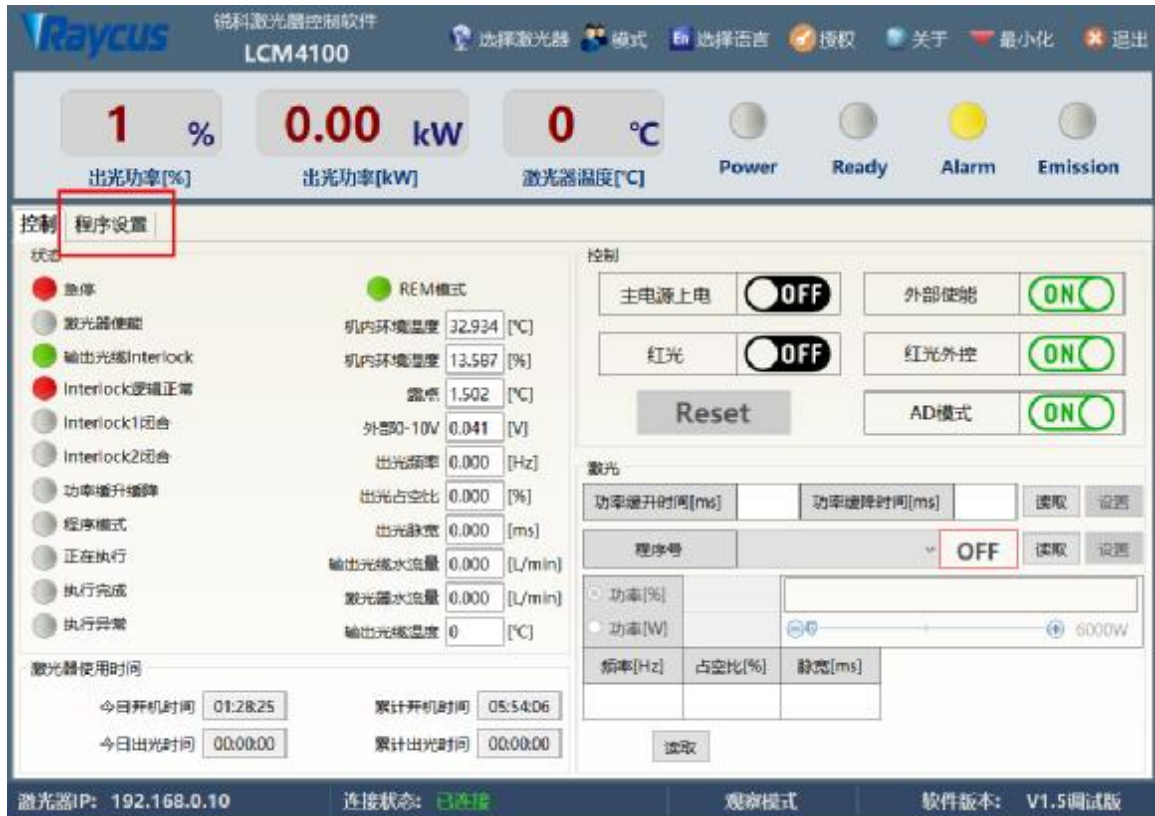 Raycus 锐科激光器控制软件
LCM4100
选择激光器 模式 En 选择语言 授权 关于 最小化 退出
1 % 0.00 kW 0 ℃
出光功率[%] 出光功率[kW] 激光器温度[℃] Power Ready Alarm Emission
控制 程序设置
状态
急停 REM模式
激光器使能 机内环境温度 32.934 [℃]
输出光缆Interlock 机内环境湿度 13.587 [%]
Interlock逻辑正常 露点 1.502 [℃]
Interlock1闭合 外部0-10V 0.041 [V]
Interlock2闭合 出光频率 0.000 [Hz]
功率缓升缓降 出光占空比 0.000 [%]
程序模式 出光脉宽 0.000 [ms]
正在执行 输出光缆水流量 0.000 [L/min]
执行完成 激光器水流量 0.000 [L/min]
执行异常 输出光缆温度 0 [℃]
激光器使用时间
今日开机时间 01:28:25 累计开机时间 05:54:06
今日出光时间 00:00:00 累计出光时间 00:00:00
控制
主电源上电 OFF 外部使能 ON
红光 OFF 红光外控 ON
Reset AD模式 ON
激光
功率缓升时间[ms] 功率缓降时间[ms] 读取 设置
程序号 OFF 读取 设置
功率[%]
功率[W] 6000W
频率[Hz] 占空比[%] 脉宽[ms]
读取
激光器IP: 192.168.0.10 连接状态: 已连接 观察模式 软件版本: V1.5调试版